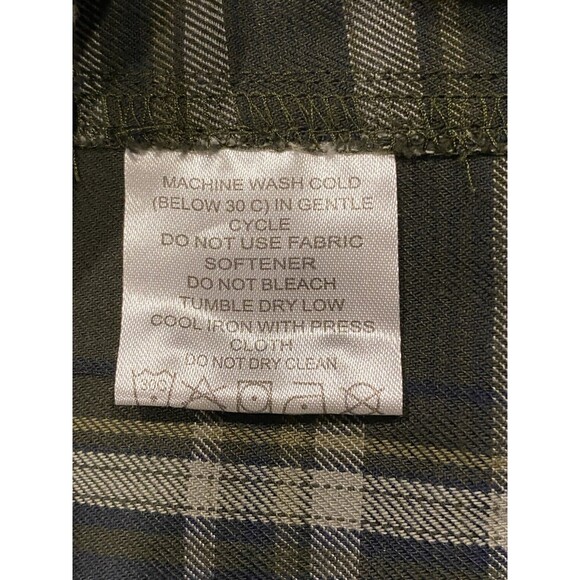 MACHINE WASH COLD
(BELOW 30 C) IN GENTLE
CYCLE
DO NOT USE FABRIC
SOFTENER
DO NOT BLEACH
TUMBLE DRY LOW
COOL IRON WITH PRESS
CLOTH
DO NOT DRY CLEAN
30C